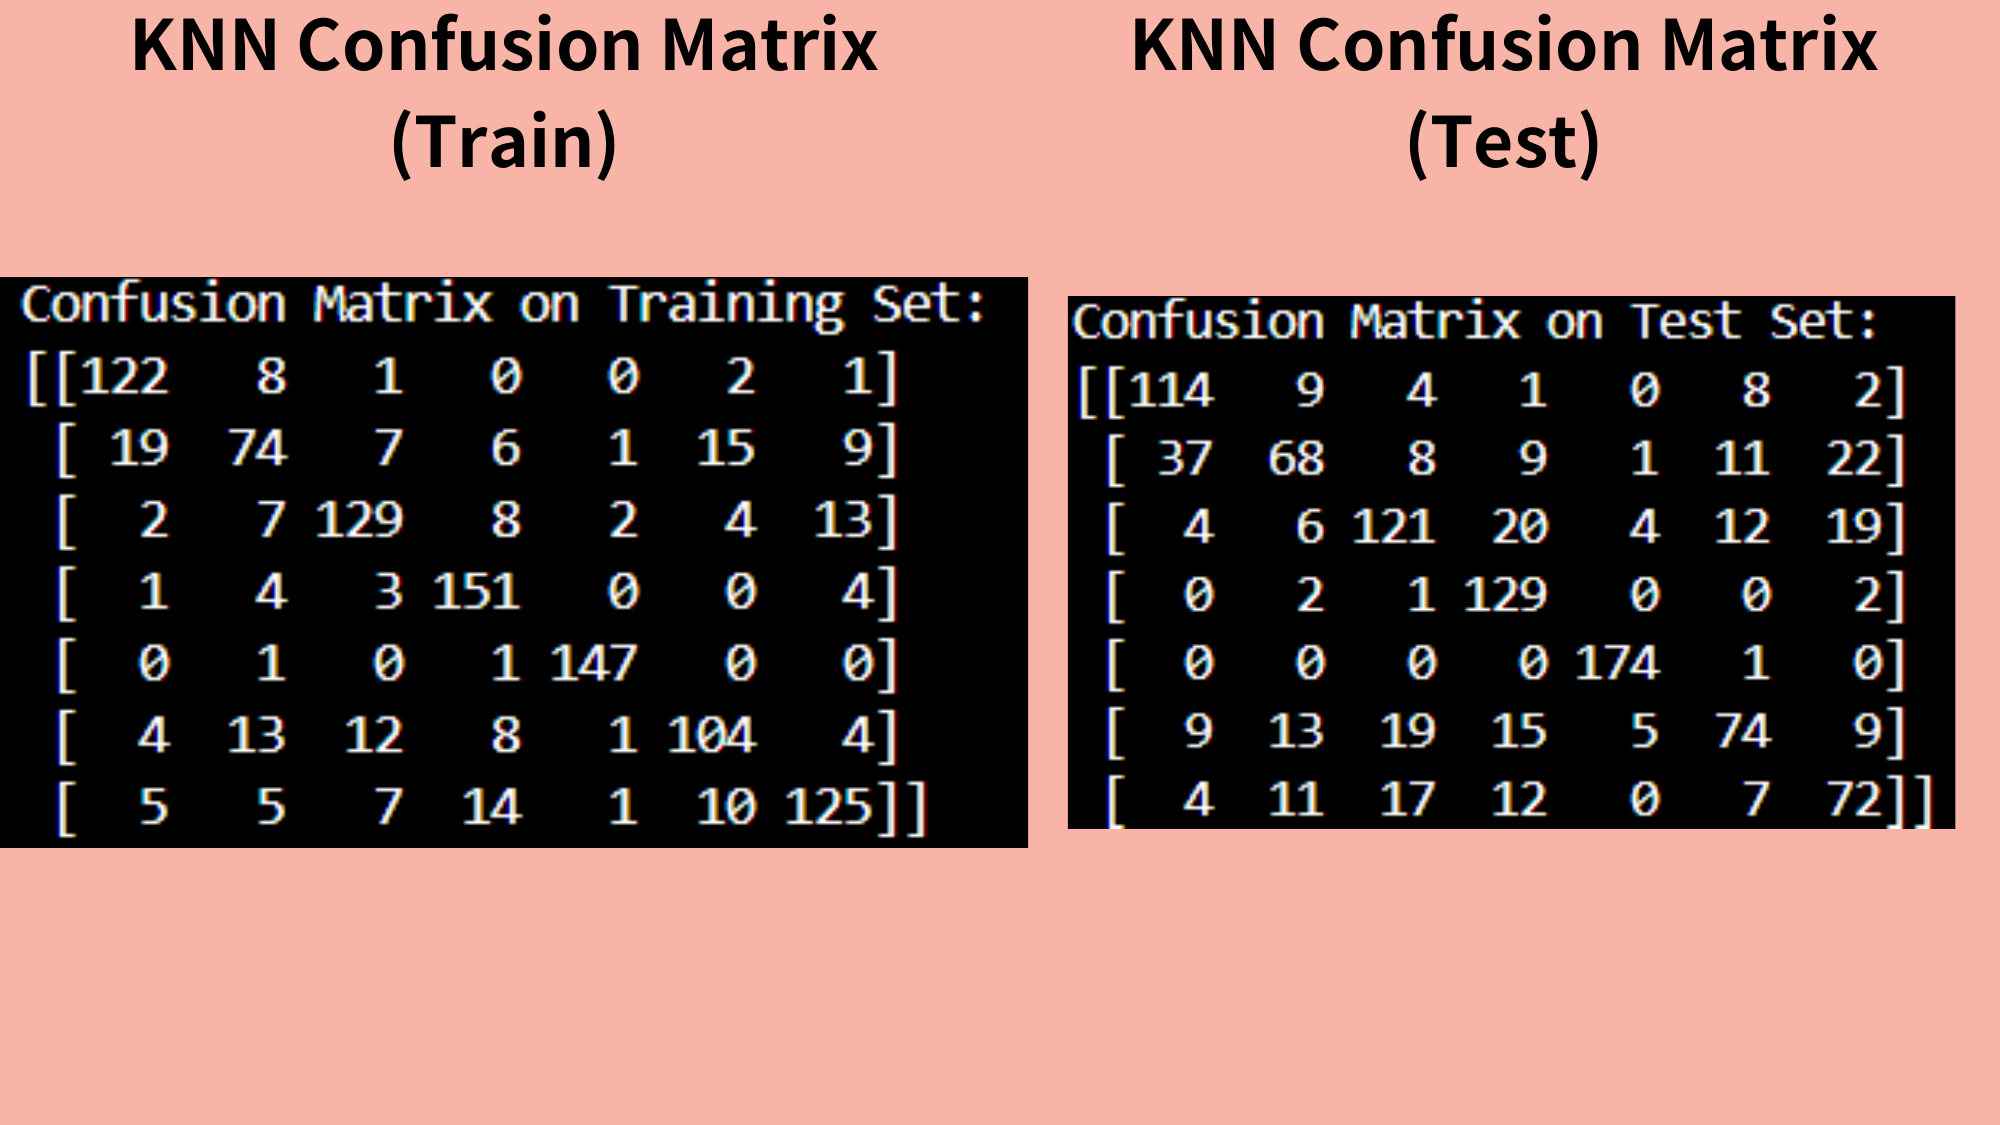 KNN Confusion Matrix
(Train)
Confusion Matrix on Training Set:
[[122 8 1 0 0 2 1]
[ 19 74 7 6 1 15 9]
[ 2 7 129 8 2 4 13]
[ 1 4 3 151 0 0 4]
[ 0 1 0 1 147 0 0]
[ 4 13 12 8 1 104 4]
[ 5 5 7 14 1 10 125]]
KNN Confusion Matrix
(Test)
Confusion Matrix on Test Set:
[[114 9 4 1 0 8 2]
[ 37 68 8 9 1 11 22]
[ 4 6 121 20 4 12 19]
[ 0 2 1 129 0 0 2]
[ 0 0 0 0 174 1 0]
[ 9 13 19 15 5 74 9]
[ 4 11 17 12 0 7 72]]